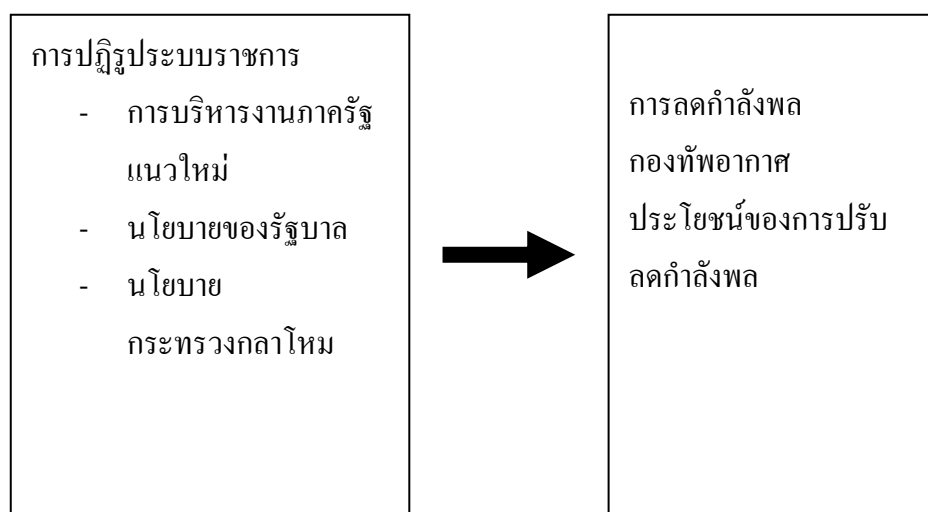 การปฏิรูประบบราชการ
- การบริหารงานภาครัฐ
แนวใหม่
- นโยบายของรัฐบาล
- นโยบาย
กระทรวงกลาโหม
การลดกำลังพล
กองทัพอากาศ
ประโยชน์ของการปรับ
ลดกำลังพล